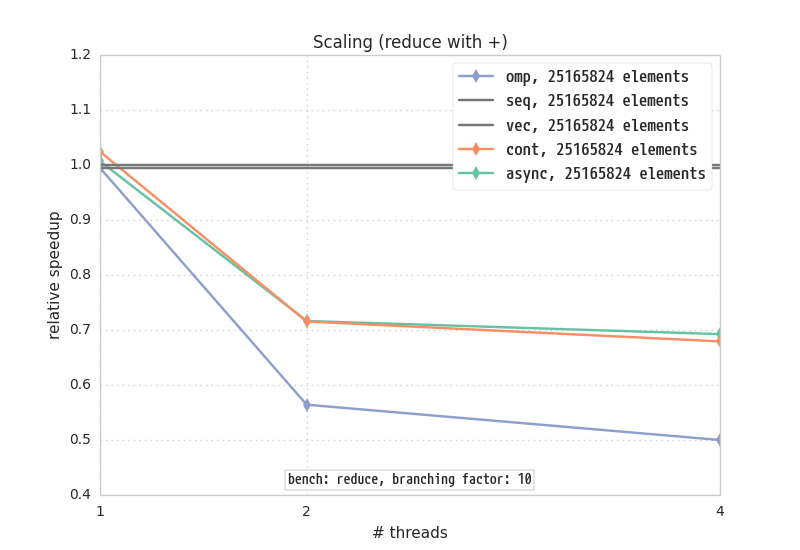 Scaling (reduce with +)
1.2
1.1
1.0
0.9
0.8
0.7
0.6
0.5
0.4
relative speedup
omp, 25165824 elements
seq, 25165824 elements
vec, 25165824 elements
cont, 25165824 elements
async, 25165824 elements
bench: reduce, branching factor: 10
1 2 4
# threads